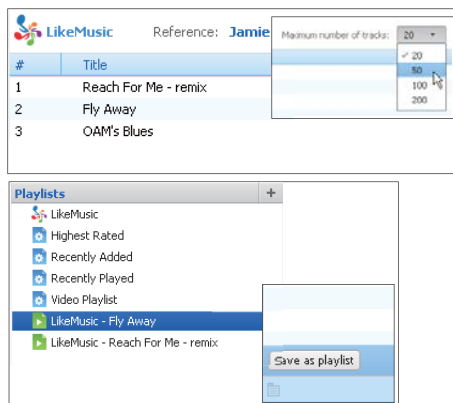 LikeMusic Reference: Jamie
Maximum number of tracks: 20
20
50
100
200
# Title
1 Reach For Me - remix
2 Fly Away
3 OAM's Blues
Playlists +
LikeMusic
Highest Rated
Recently Added
Recently Played
Video Playlist
LikeMusic - Fly Away
LikeMusic - Reach For Me - remix
Save as playlist